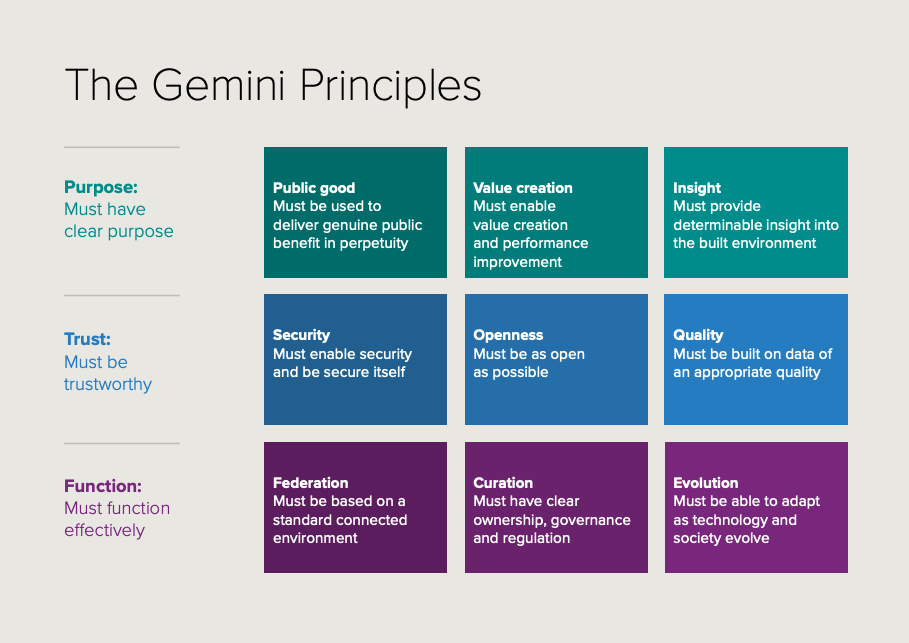 The Gemini Principles
Purpose:
Must have
clear purpose
Public good
Must be used to
deliver genuine public
benefit in perpetuity
Value creation
Must enable
value creation
and performance
improvement
Insight
Must provide
determinable insight into
the built environment
Trust:
Must be
trustworthy
Security
Must enable security
and be secure itself
Openness
Must be as open
as possible
Quality
Must be built on data of
an appropriate quality
Function:
Must function
effectively
Federation
Must be based on a
standard connected
environment
Curation
Must have clear
ownership, governance
and regulation
Evolution
Must be able to adapt
as technology and
society evolve